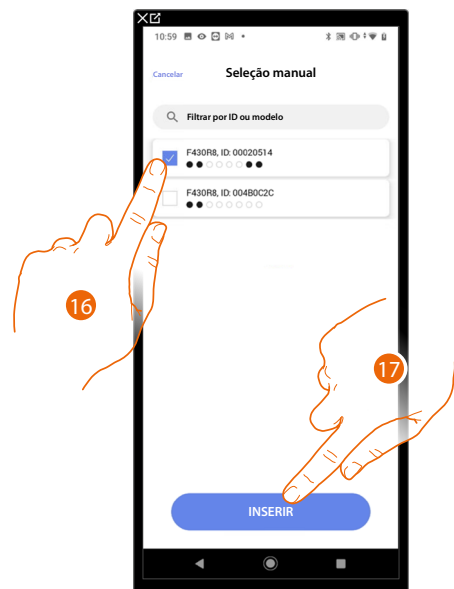 10:59
Cancelar
Seleção manual
Filtrar por ID ou modelo
F430R8, ID: 00020514
F430R8, ID: 004B0C2C
16
17
INSERIR